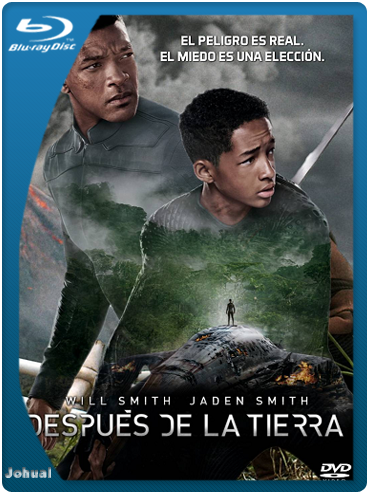 Blu-ray Disc
EL PELIGRO ES REAL.
EL MIEDO ES UNA ELECCIÓN.
WILL SMITH JADEN SMITH
DESPUÉS DE LA TIERRA
DVD
VIDEO
Johual